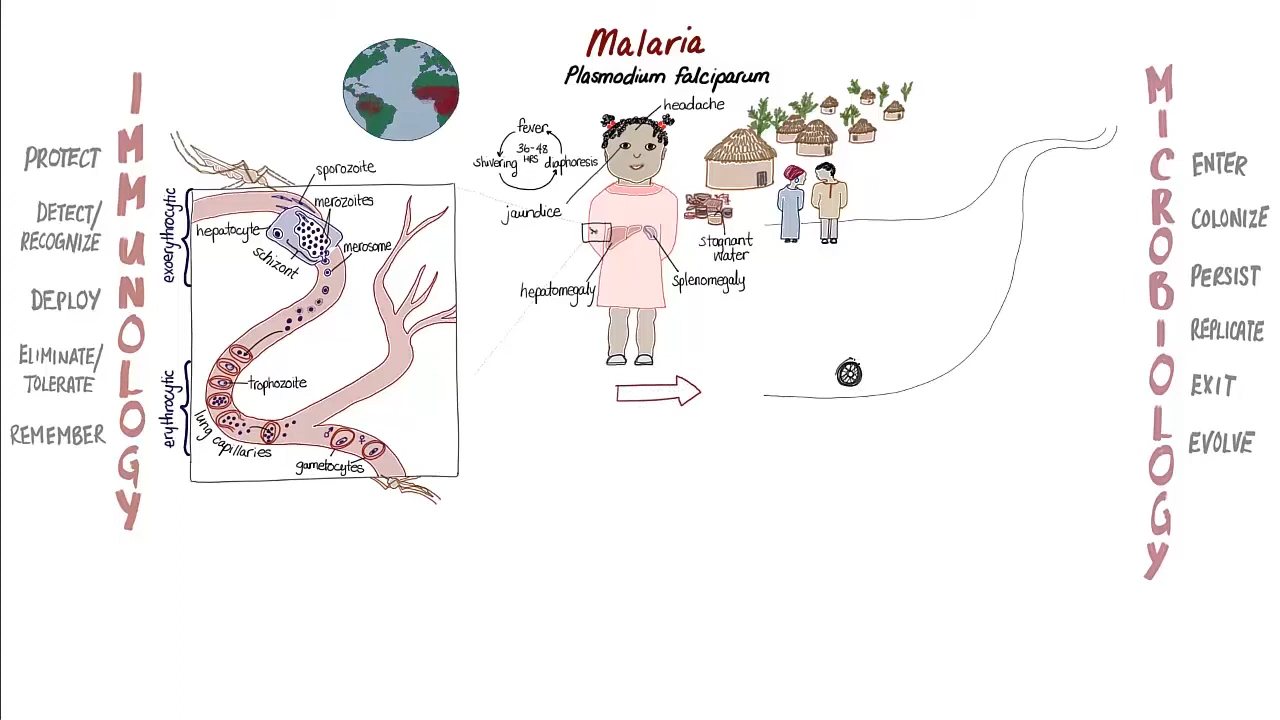 Malaria
Plasmodium falciparum
IMMUNOLOGY
PROTECT
DETECT/
RECOGNIZE
DEPLOY
ELIMINATE/
TOLERATE
REMEMBER
exoerythrocytic
erythrocytic
sporozoite
merozoites
hepatocyte
schizont
merosome
trophozoite
lung capillaries
gametocytes
♂
♀
fever
36-48
HRS
shivering
diaphoresis
headache
jaundice
hepatomegaly
splenomegaly
stagnant
water
MICROBIOLOGY
ENTER
COLONIZE
PERSIST
REPLICATE
EXIT
EVOLVE